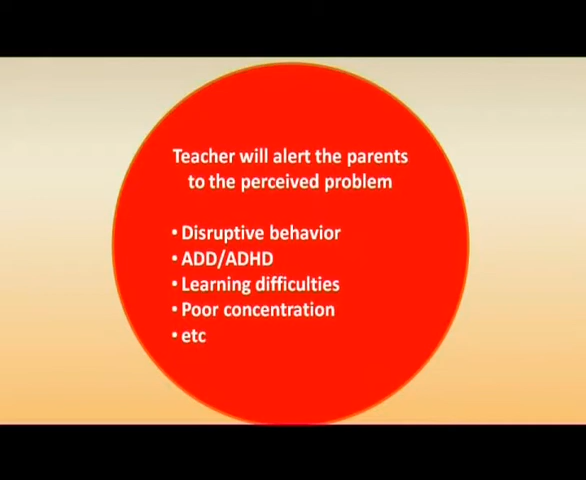 Teacher will alert the parents
to the perceived problem
• Disruptive behavior
• ADD/ADHD
• Learning difficulties
• Poor concentration
• etc